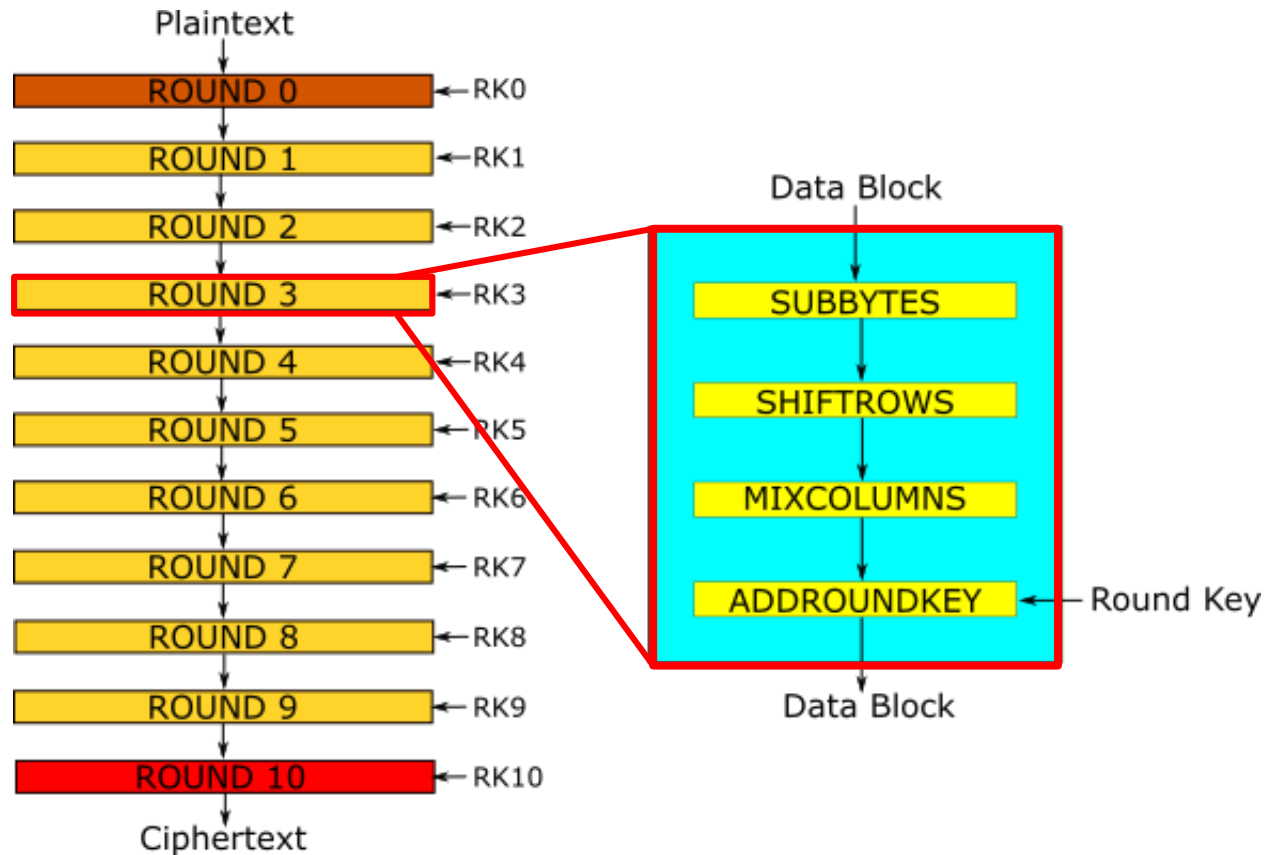 Plaintext
ROUND 0
RK0
ROUND 1
RK1
ROUND 2
RK2
ROUND 3
RK3
ROUND 4
RK4
ROUND 5
RK5
ROUND 6
RK6
ROUND 7
RK7
ROUND 8
RK8
ROUND 9
RK9
ROUND 10
RK10
Ciphertext
Data Block
SUBBYTES
SHIFTROWS
MIXCOLUMNS
ADDROUNDKEY
Round Key
Data Block